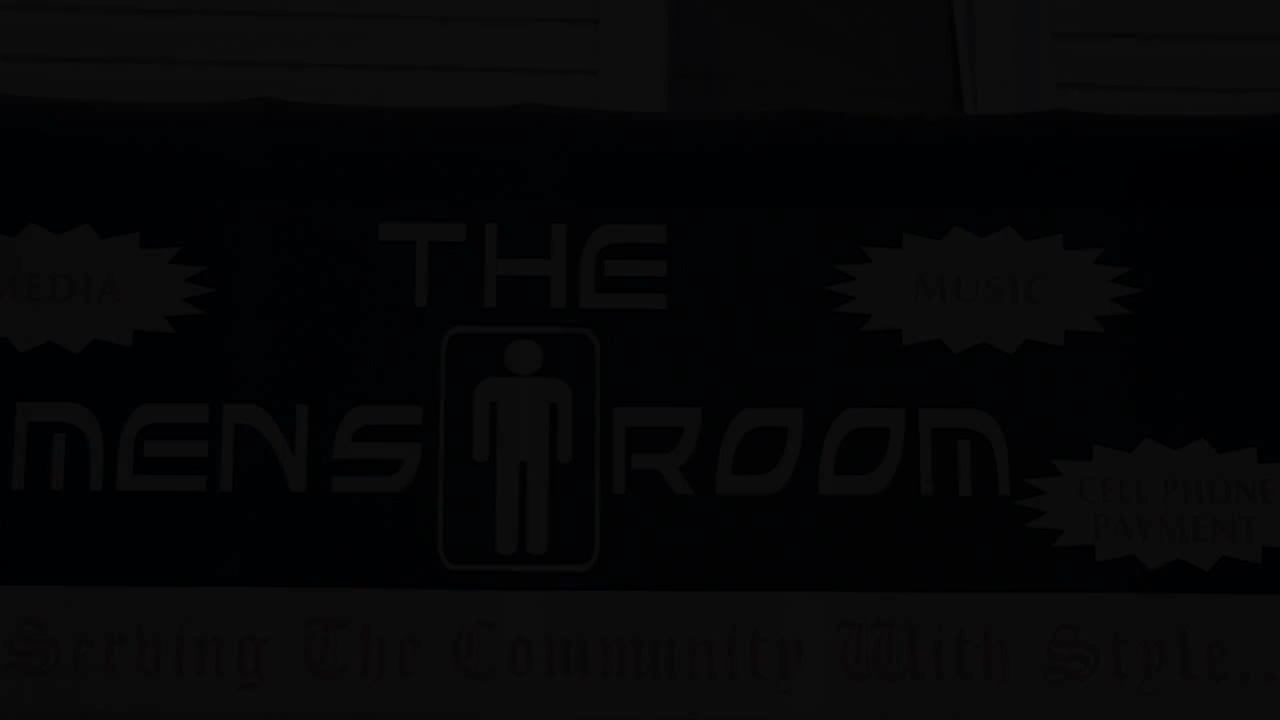 THE
MEDIA
MUSIC
MENS ROOM
CELL PHONE
PAYMENT
Serving The Community With Style..